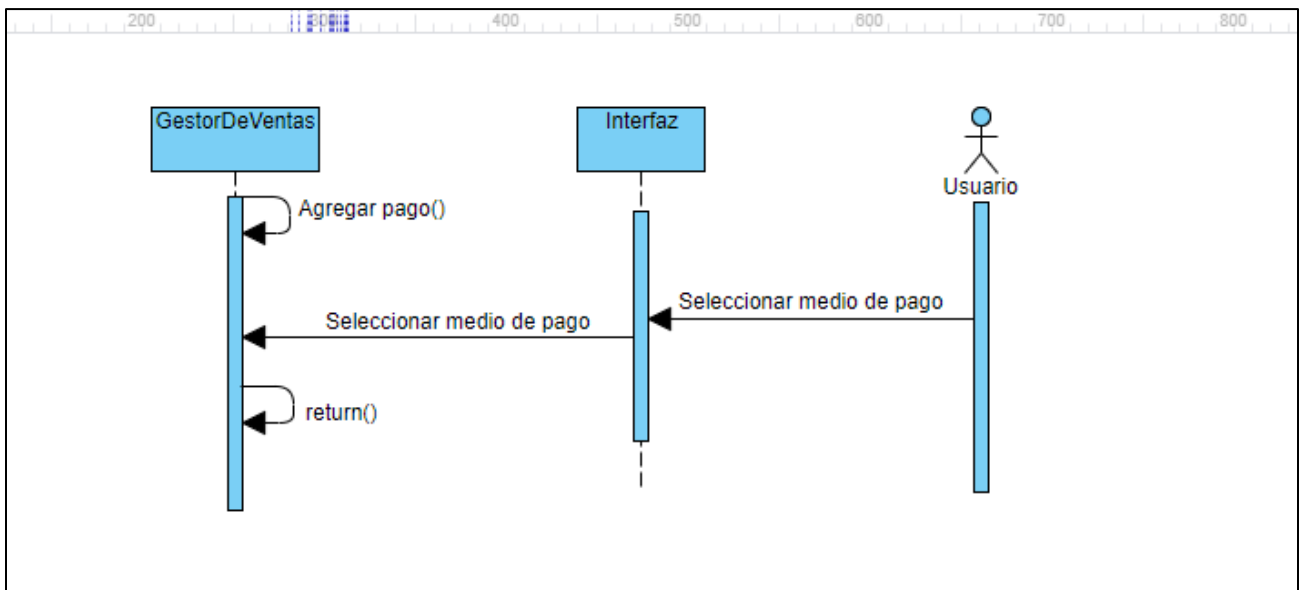 200 400 500 600 700 800
GestorDeVentas Interfaz
Usuario
Agregar pago()
Seleccionar medio de pago
Seleccionar medio de pago
return()